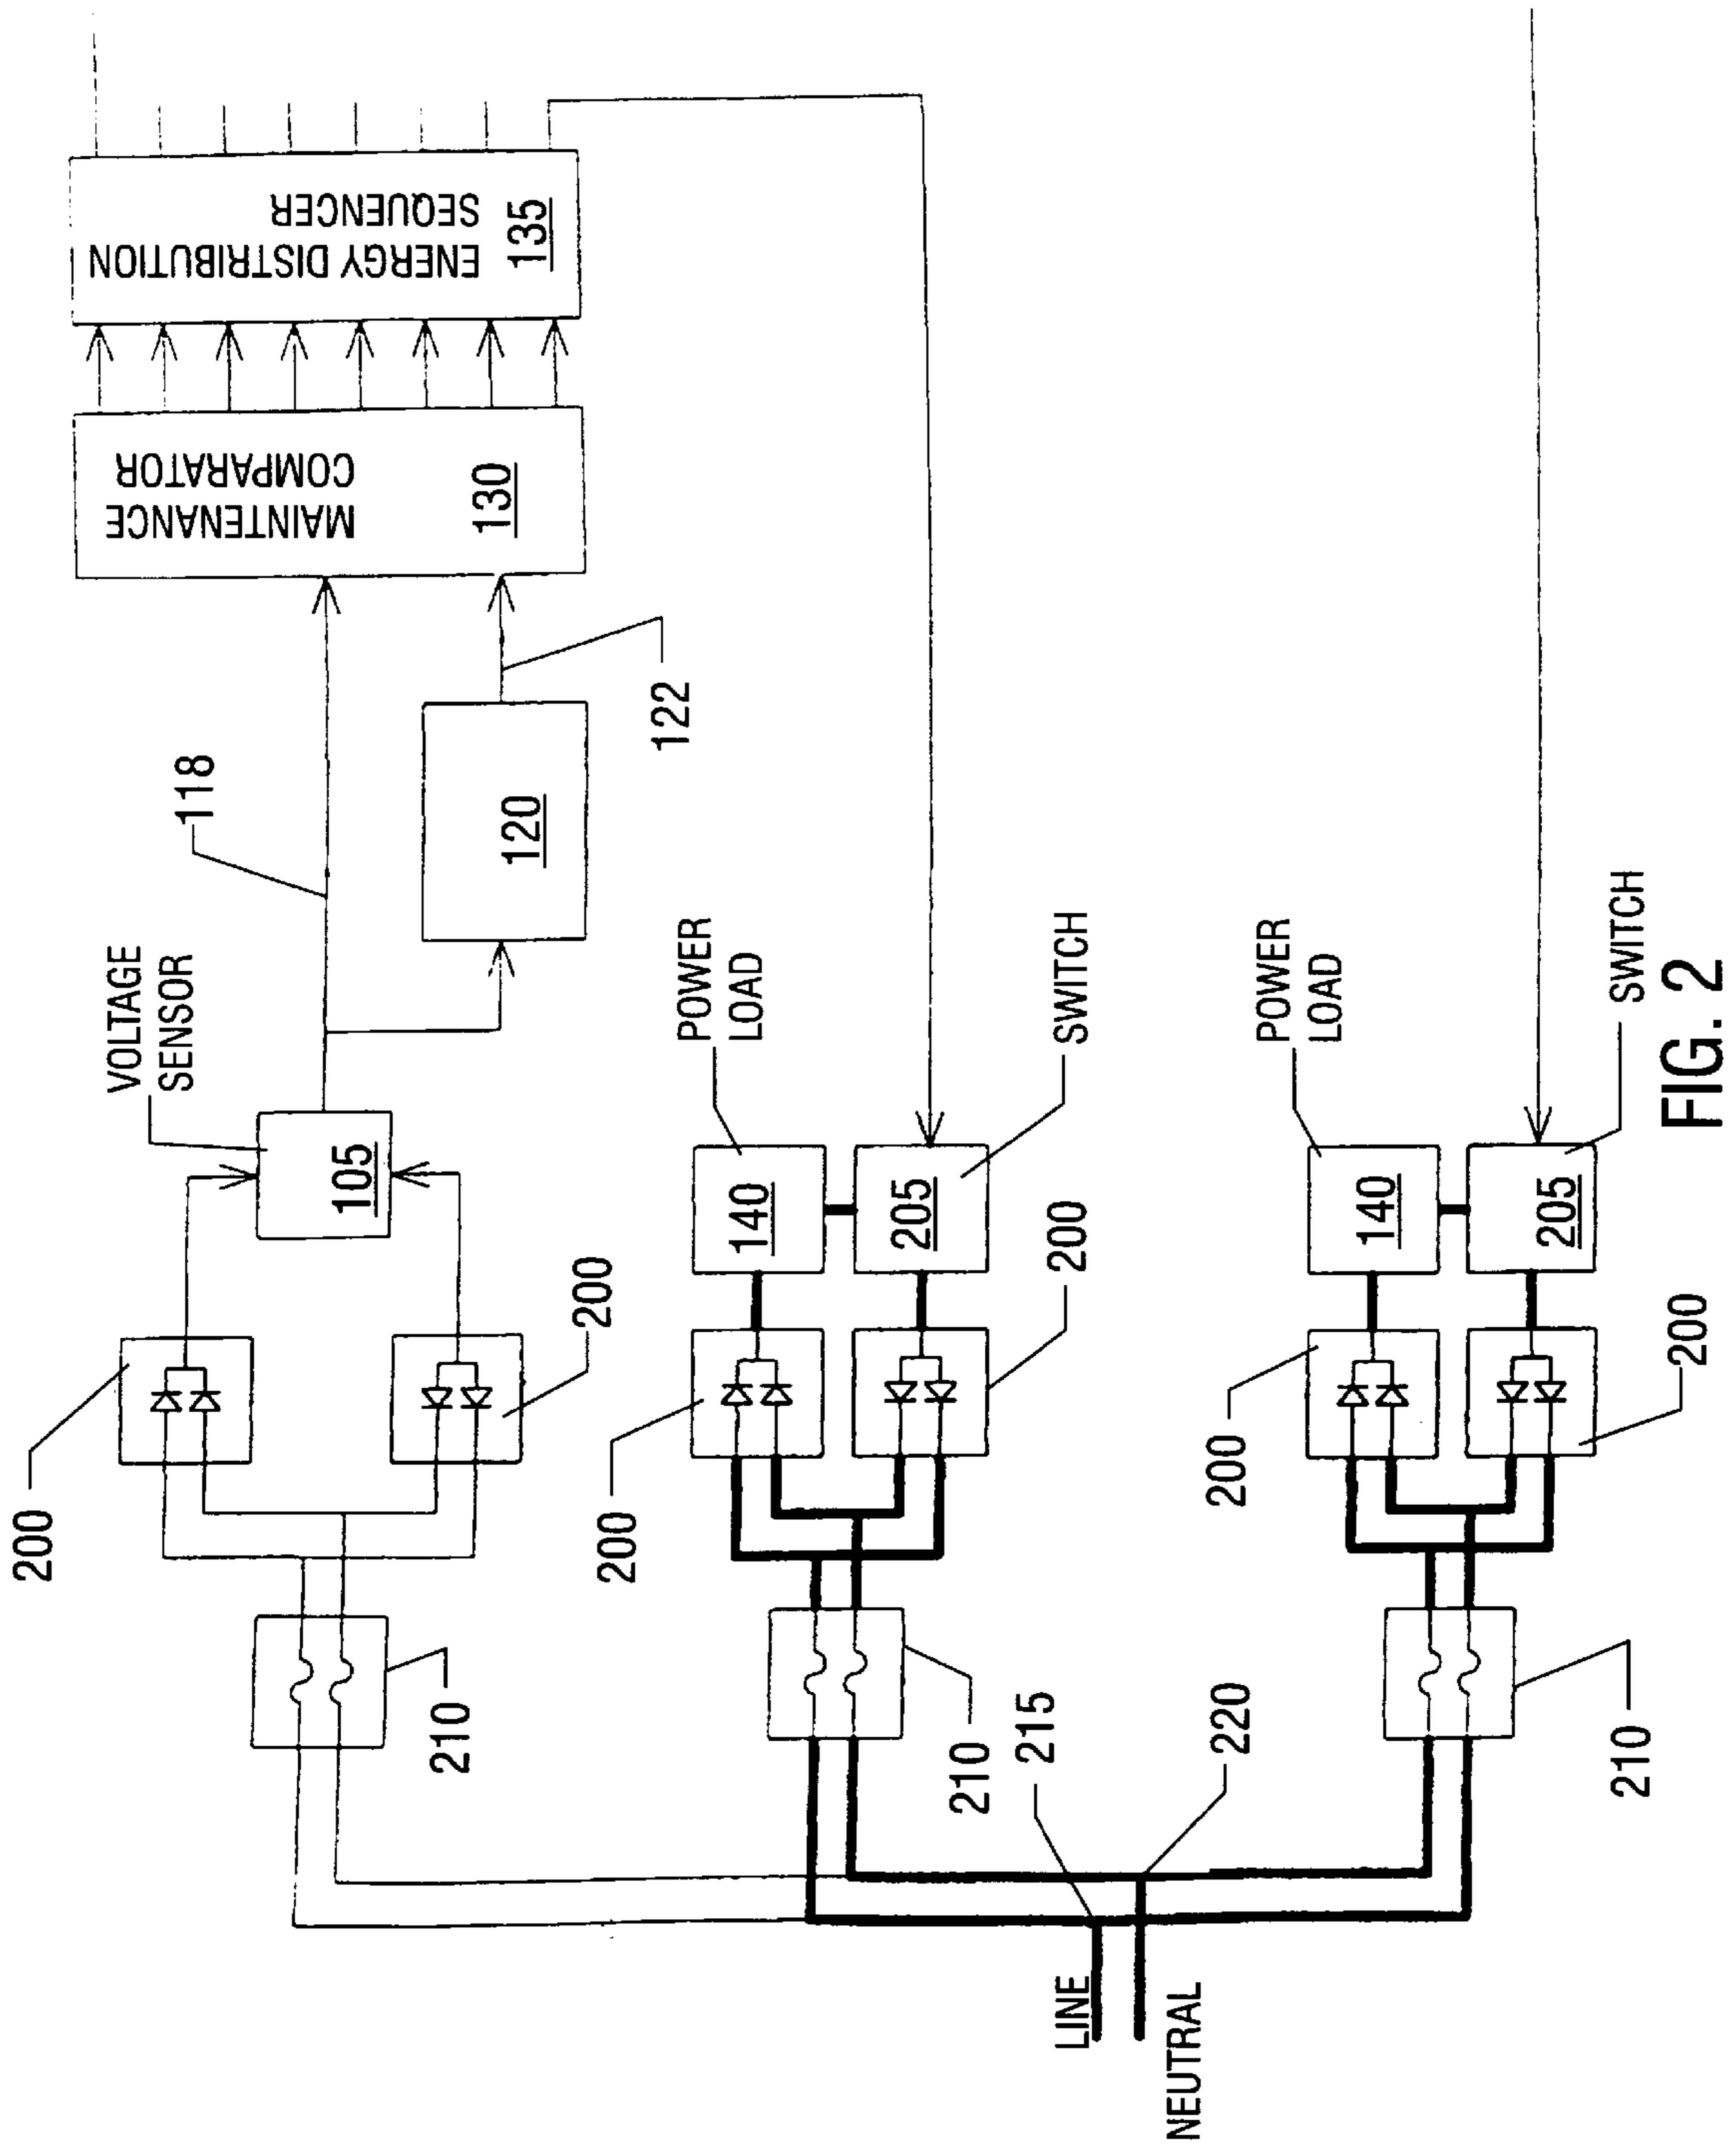 200
VOLTAGE
SENSOR
105
200
210
118
120
122
MAINTENANCE
COMPARATOR
130
ENERGY DISTRIBUTION
SEQUENCER
135
200
POWER
LOAD
140
205
SWITCH
200
210
215
LINE
220
NEUTRAL
200
POWER
LOAD
140
205
SWITCH
200
210
FIG. 2